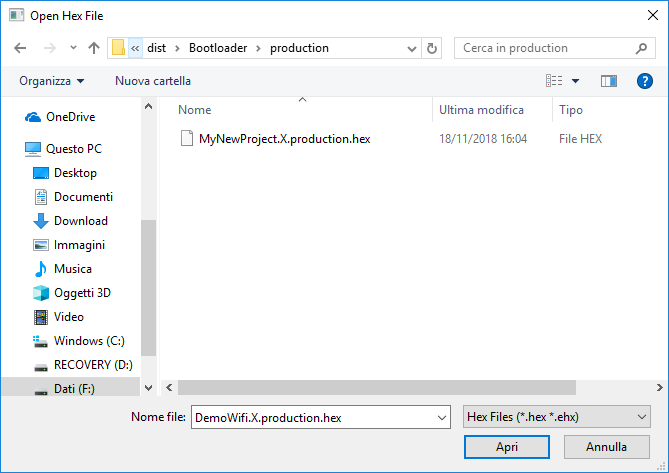 Open Hex File
« dist › Bootloader › production
Cerca in production
Organizza
Nuova cartella
?
Nome
Ultima modifica
Tipo
MyNewProject.X.production.hex
18/11/2018 16:04
File HEX
OneDrive
Questo PC
Desktop
Documenti
Download
Immagini
Musica
Oggetti 3D
Video
Windows (C:)
RECOVERY (D:)
Dati (F:)
Nome file:
DemoWifi.X.production.hex
Hex Files (*.hex *.ehx)
Apri
Annulla